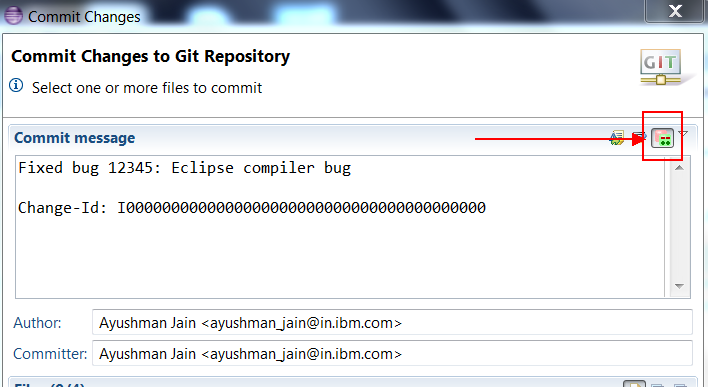 Commit Changes
X
Commit Changes to Git Repository
GIT
Select one or more files to commit
Commit message
Fixed bug 12345: Eclipse compiler bug
Change-Id: I0000000000000000000000000000000000000000
Author: Ayushman Jain <ayushman_jain@in.ibm.com>
Committer: Ayushman Jain <ayushman_jain@in.ibm.com>